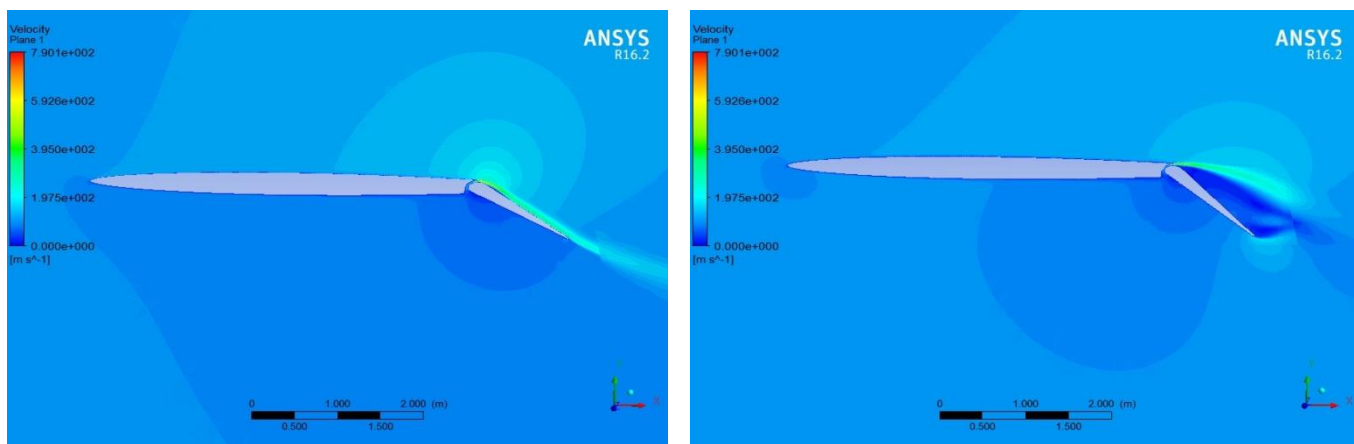 Velocity
Plane 1
7.901e+002
5.926e+002
3.950e+002
1.975e+002
0.000e+000
[m s^-1]
ANSYS
R16.2
0 1.000 2.000 (m)
0.500 1.500
X
Velocity
Plane 1
7.901e+002
5.926e+002
3.950e+002
1.975e+002
0.000e+000
[m s^-1]
ANSYS
R16.2
0 1.000 2.000 (m)
0.500 1.500
X